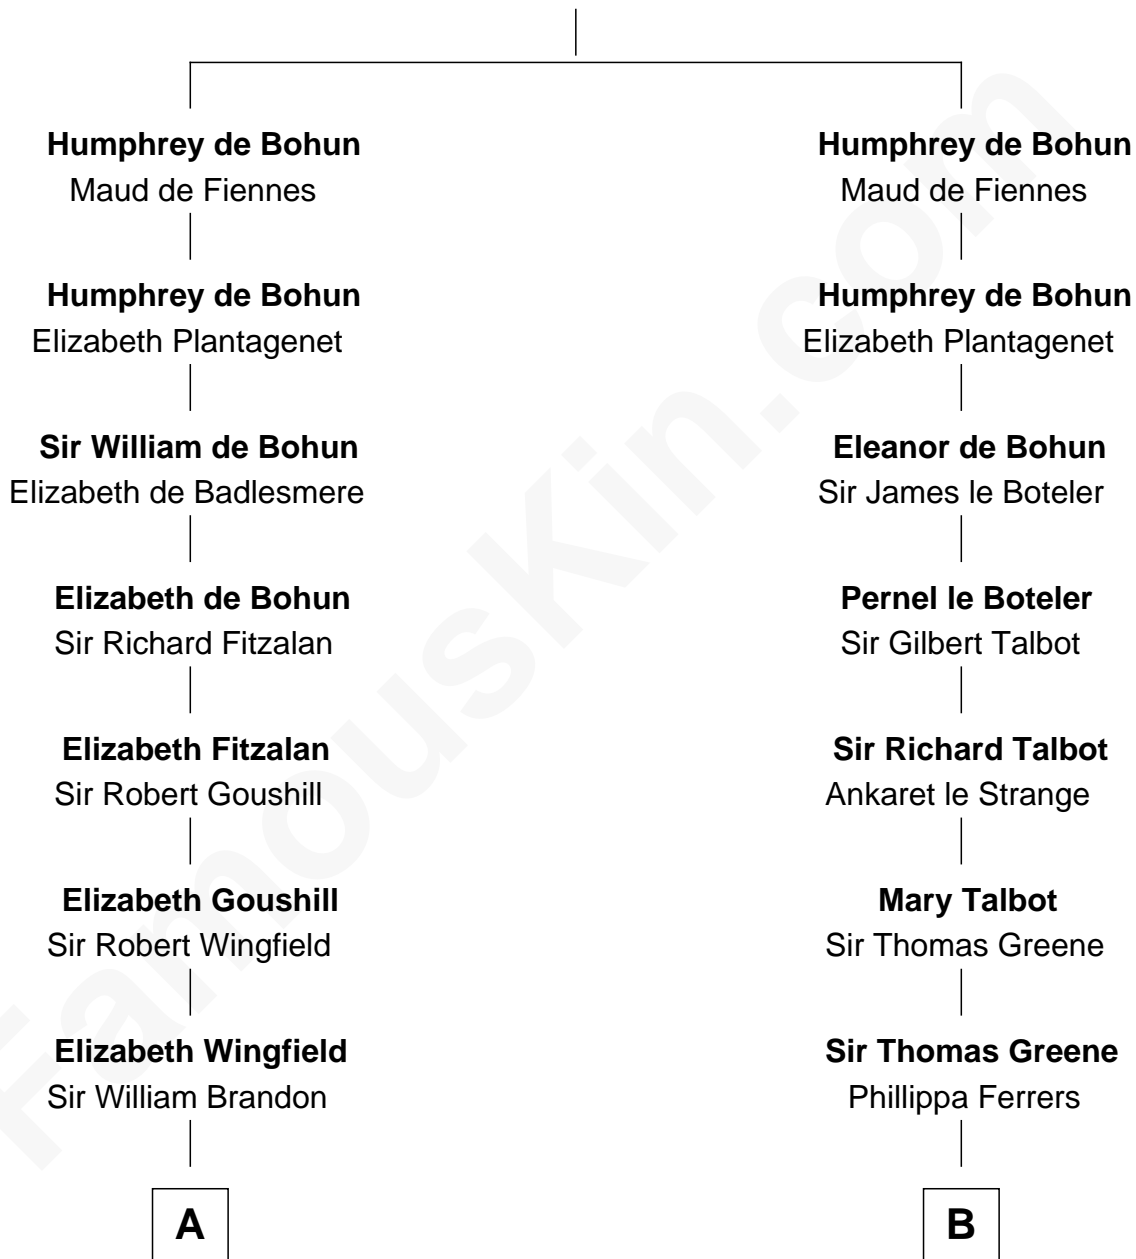 Humphrey de Bohun
Maud de Fiennes
Humphrey de Bohun
Elizabeth Plantagenet
Sir William de Bohun
Elizabeth de Badlesmere
Elizabeth de Bohun
Sir Richard Fitzalan
Elizabeth Fitzalan
Sir Robert Goushill
Elizabeth Goushill
Sir Robert Wingfield
Elizabeth Wingfield
Sir William Brandon
A
Humphrey de Bohun
Maud de Fiennes
Humphrey de Bohun
Elizabeth Plantagenet
Eleanor de Bohun
Sir James le Boteler
Pernel le Boteler
Sir Gilbert Talbot
Sir Richard Talbot
Ankaret le Strange
Mary Talbot
Sir Thomas Greene
Sir Thomas Greene
Phillippa Ferrers
B
FamousKin.com